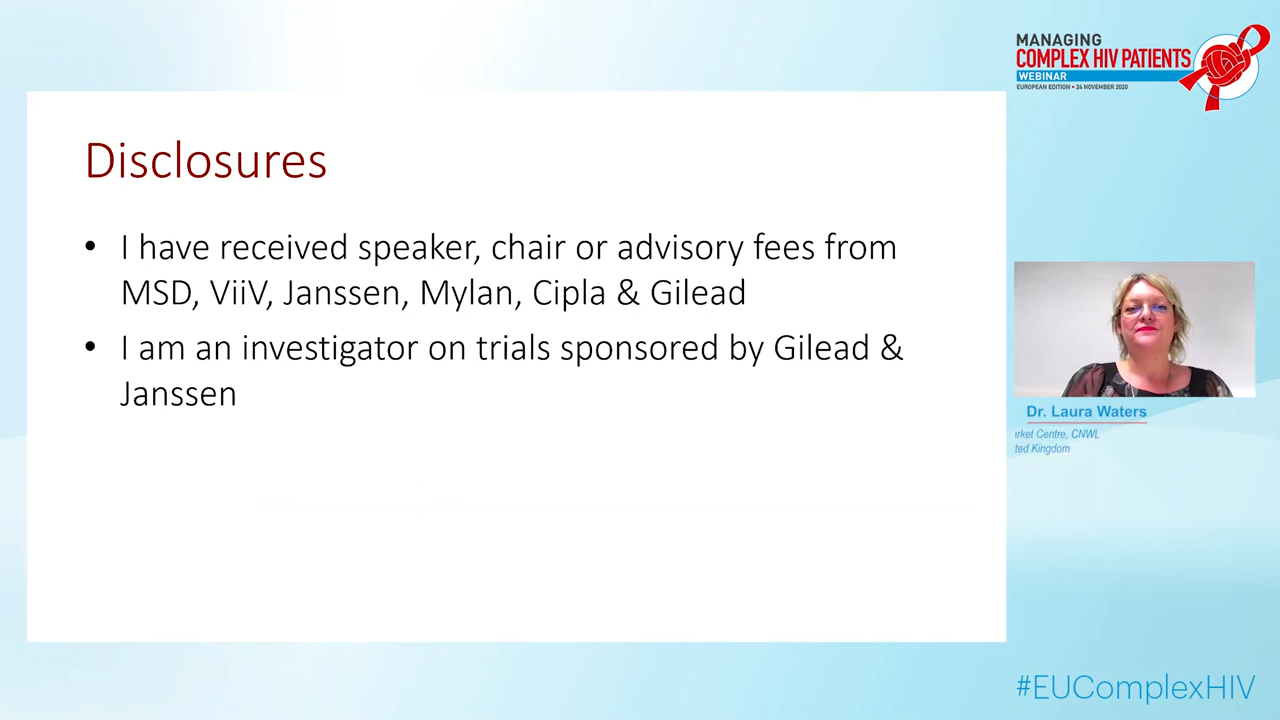 MANAGING
COMPLEX HIV PATIENTS
WEBINAR
EUROPEAN EDITION • 24 NOVEMBER 2020
Disclosures
• I have received speaker, chair or advisory fees from
MSD, ViiV, Janssen, Mylan, Cipla & Gilead
• I am an investigator on trials sponsored by Gilead &
Janssen
Dr. Laura Waters
rket Centre, CNWL
ted Kingdom
#EUComplexHIV